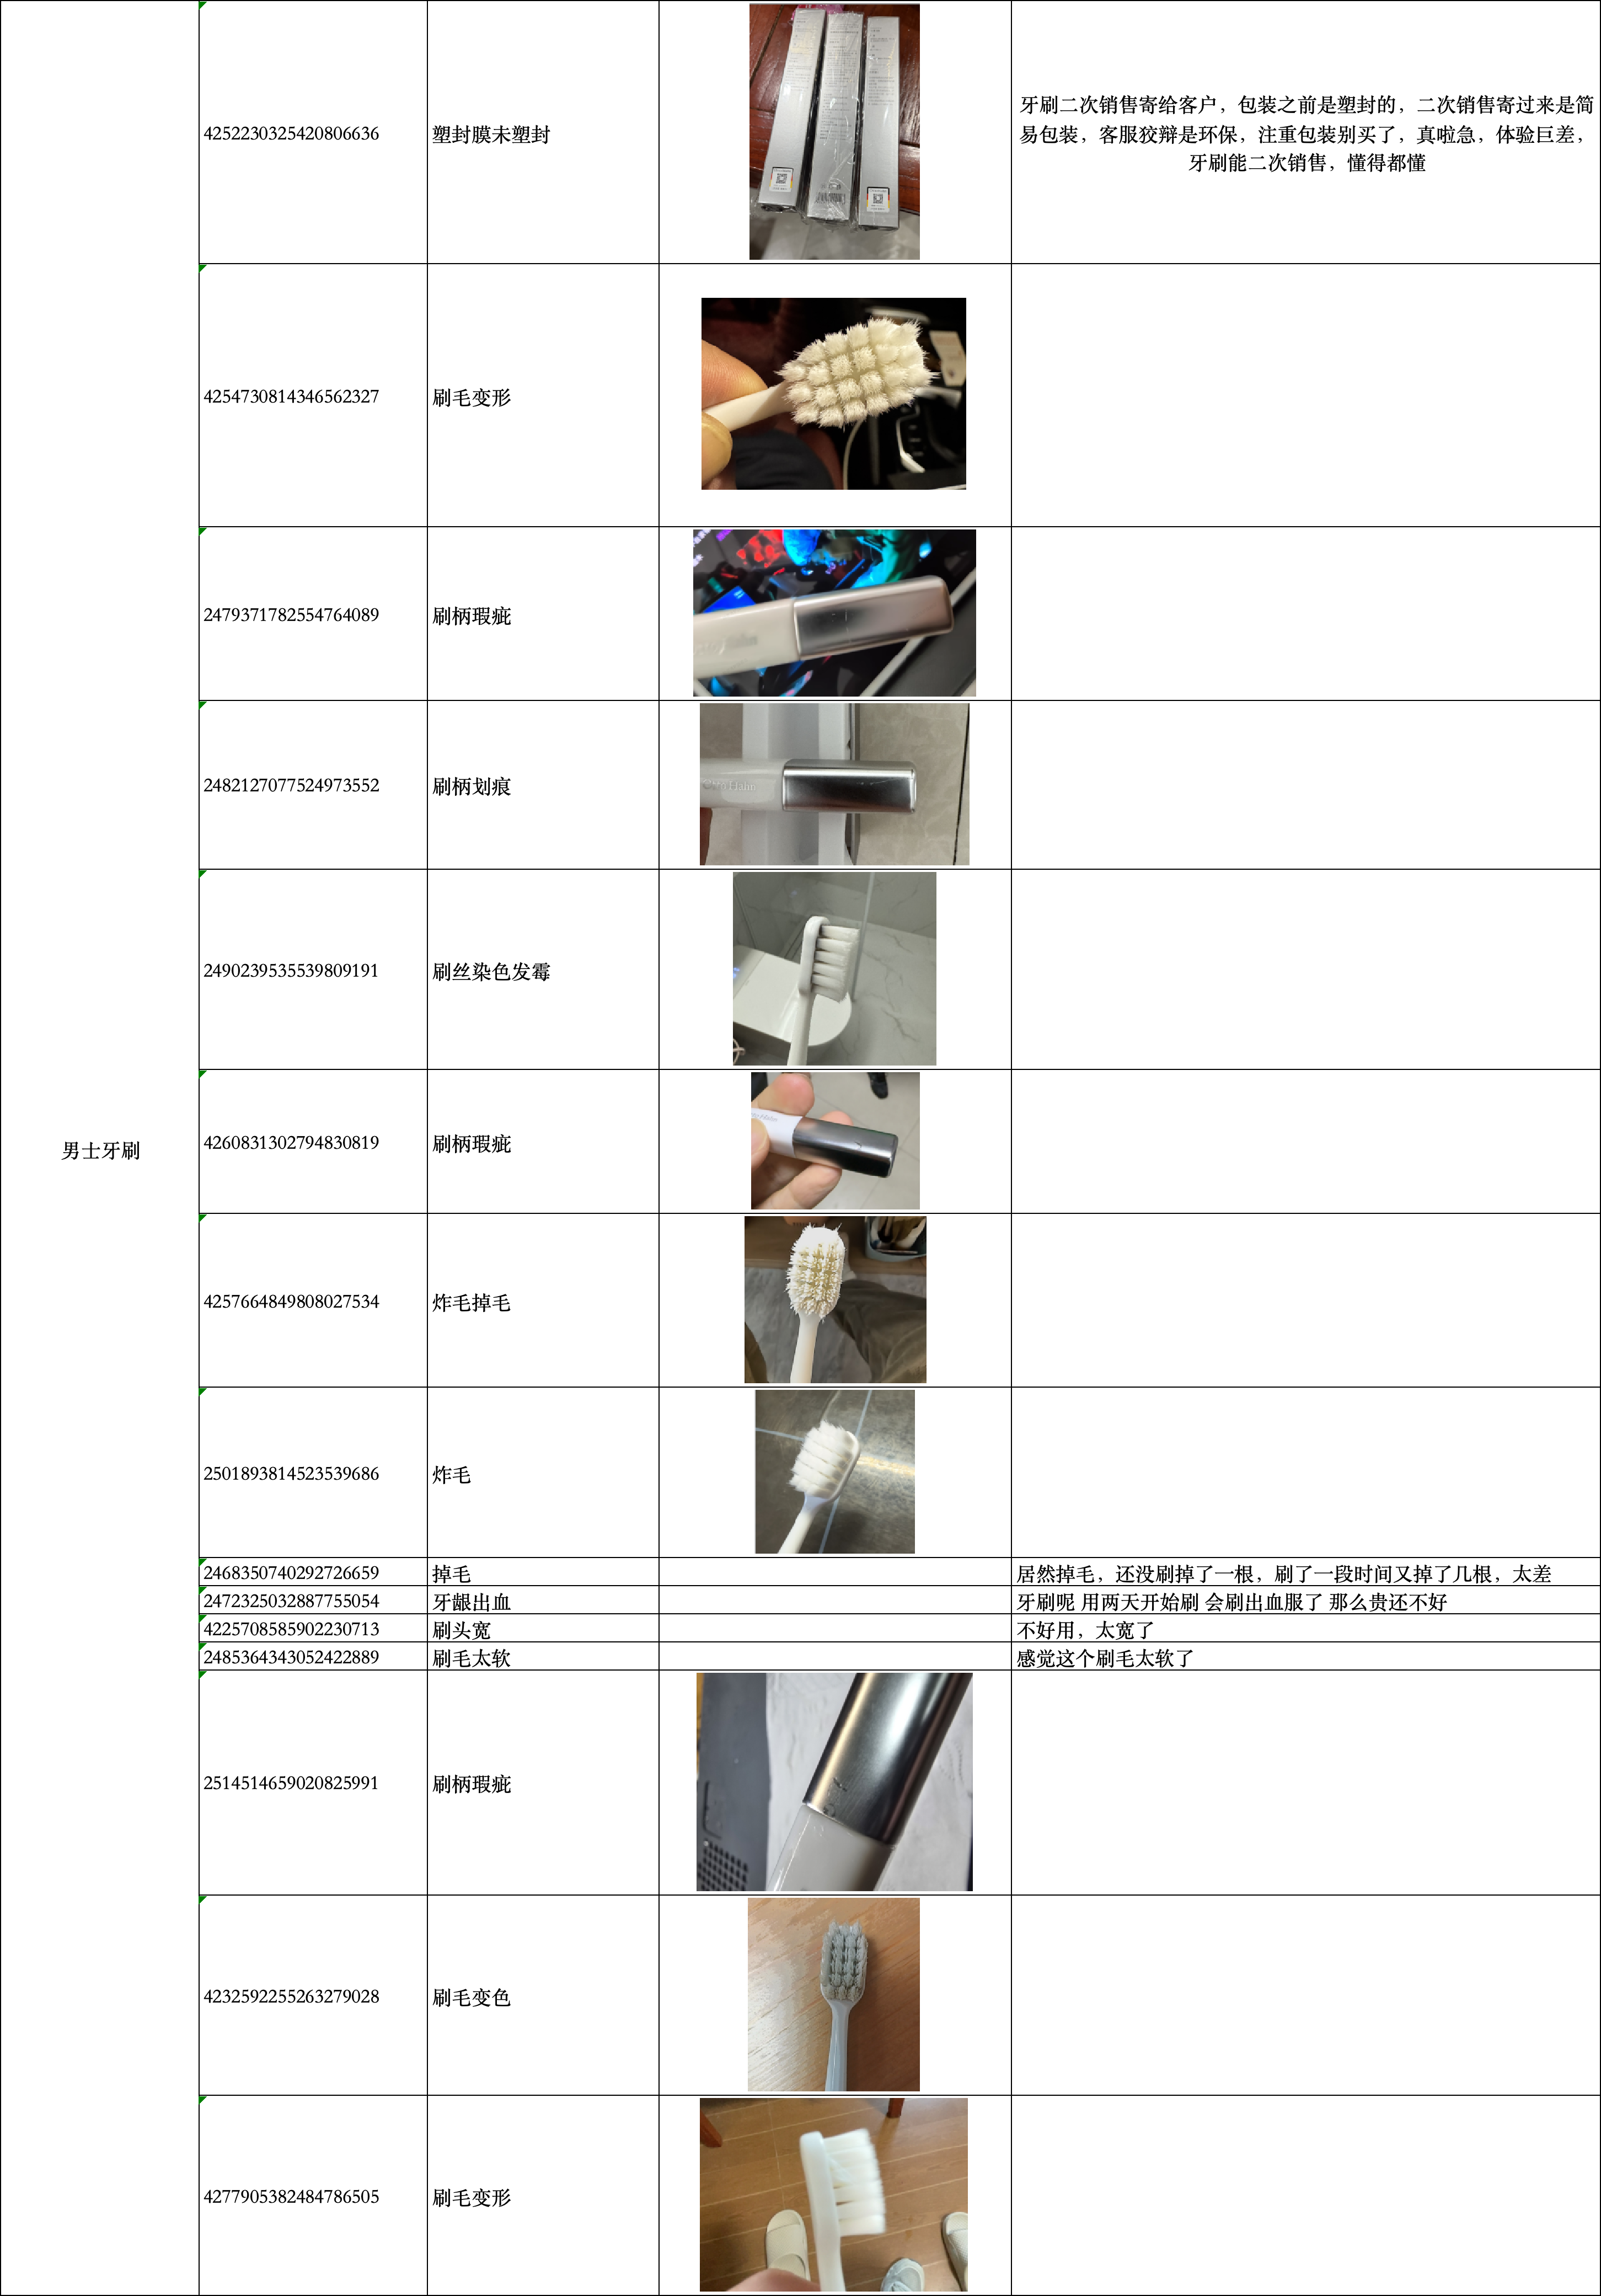 男士牙刷
4252230325420806636 塑封膜未塑封
牙刷二次销售寄给客户，包装之前是塑封的，二次销售寄过来是简
易包装，客服狡辩是环保，注重包装别买了，真啦急，体验巨差，
牙刷能二次销售，懂得都懂
4254730814346562327 刷毛变形
2479371782554764089 刷柄瑕疵
2482127077524973552 刷柄划痕
2490239535539809191 刷丝染色发霉
4260831302794830819 刷柄瑕疵
4257664849808027534 炸毛掉毛
2501893814523539686 炸毛
2468350740292726659 掉毛 居然掉毛，还没刷掉了一根，刷了一段时间又掉了几根，太差
2472325032887755054 牙龈出血 牙刷呢 用两天开始刷 会刷出血服了 那么贵还不好
4225708585902230713 刷头宽 不好用，太宽了
2485364343052422889 刷毛太软 感觉这个刷毛太软了
2514514659020825991 刷柄瑕疵
4232592255263279028 刷毛变色
4277905382484786505 刷毛变形